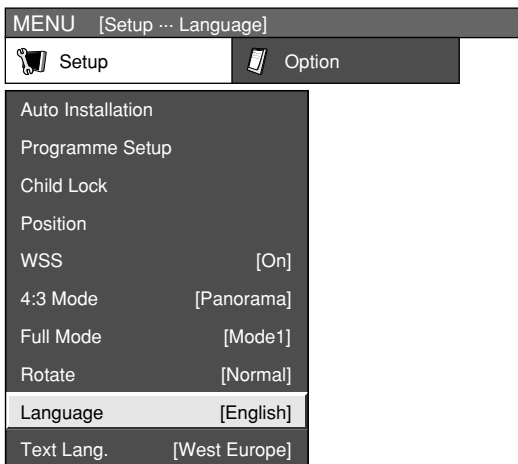 MENU [Setup ··· Language]
Setup Option
Auto Installation
Programme Setup
Child Lock
Position
WSS [On]
4:3 Mode [Panorama]
Full Mode [Mode1]
Rotate [Normal]
Language [English]
Text Lang. [West Europe]